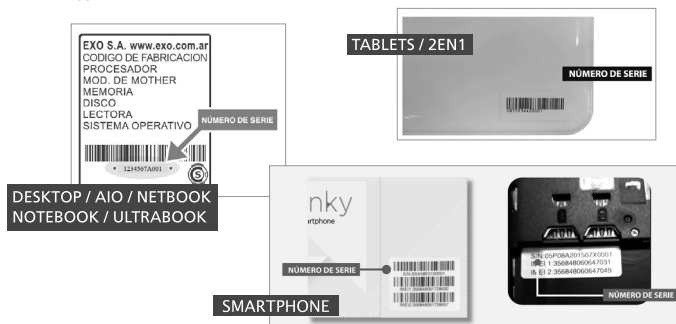 EXO S.A. www.exo.com.ar
CODIGO DE FABRICACION
PROCESADOR
MOD. DE MOTHER
MEMORIA
DISCO
LECTORA
SISTEMA OPERATIVO
NÚMERO DE SERIE
* 1234567A001 *
S
DESKTOP / AIO / NETBOOK
NOTEBOOK / ULTRABOOK
TABLETS / 2EN1
NÚMERO DE SERIE
nky
artphone
NÚMERO DE SERIE
SMARTPHONE
S/N:05P08A201507X0001
IMEI 1:356848060647031
IMEI 2:356848060647049
NÚMERO DE SERIE